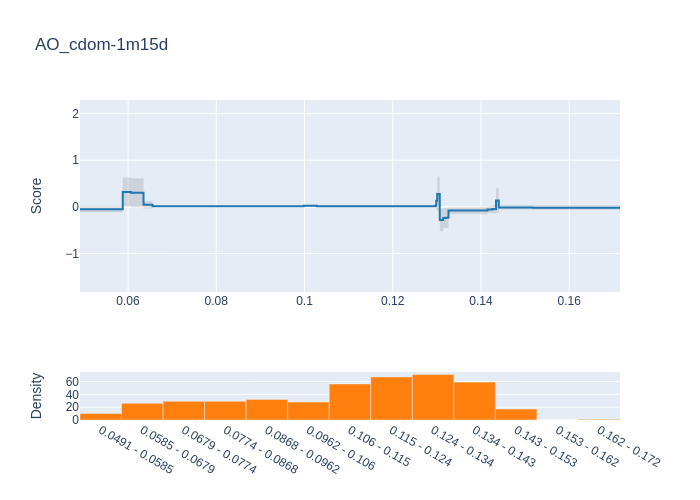 AO_cdom-1m15d
Score
2
1
0
−1
0.06
0.08
0.1
0.12
0.14
0.16
Density
60
40
20
0
0.0491 - 0.0585
0.0585 - 0.0679
0.0679 - 0.0774
0.0774 - 0.0868
0.0868 - 0.0962
0.0962 - 0.106
0.106 - 0.115
0.115 - 0.124
0.124 - 0.134
0.134 - 0.143
0.143 - 0.153
0.153 - 0.162
0.162 - 0.172